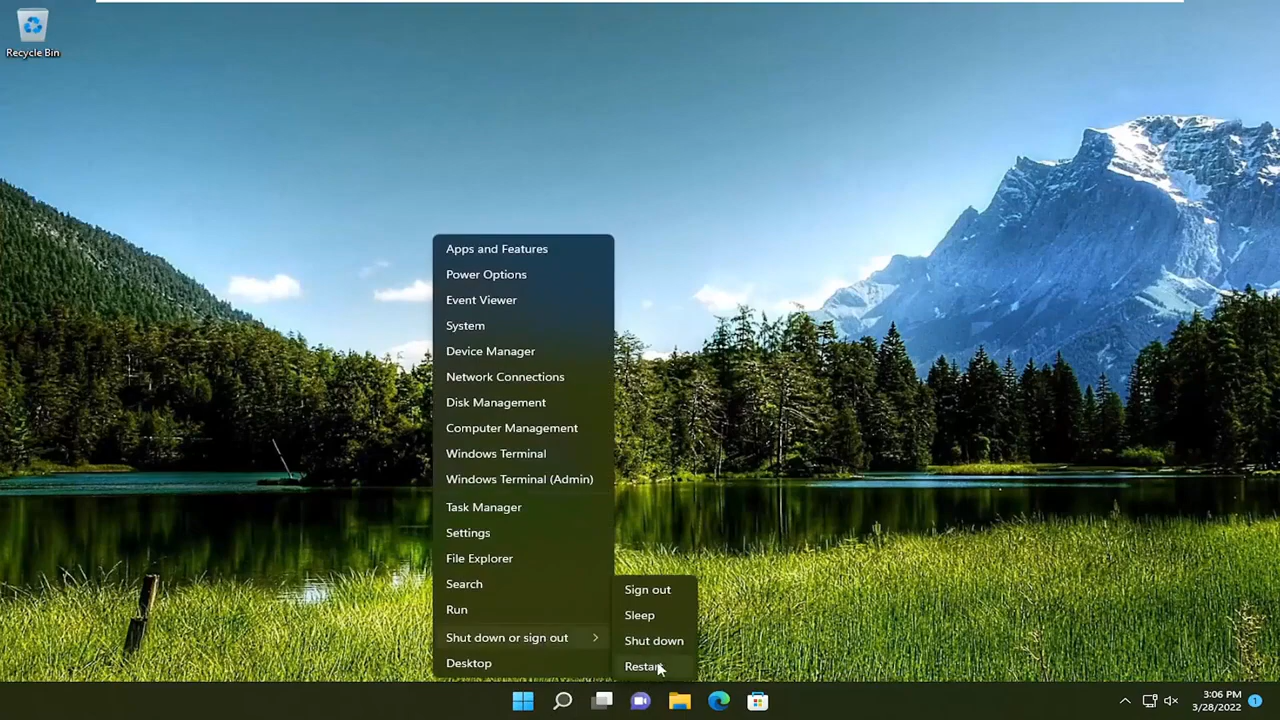 Recycle Bin
Apps and Features
Power Options
Event Viewer
System
Device Manager
Network Connections
Disk Management
Computer Management
Windows Terminal
Windows Terminal (Admin)
Task Manager
Settings
File Explorer
Search
Run
Shut down or sign out
Desktop
Sign out
Sleep
Shut down
Restart
3:06 PM
3/28/2022
1